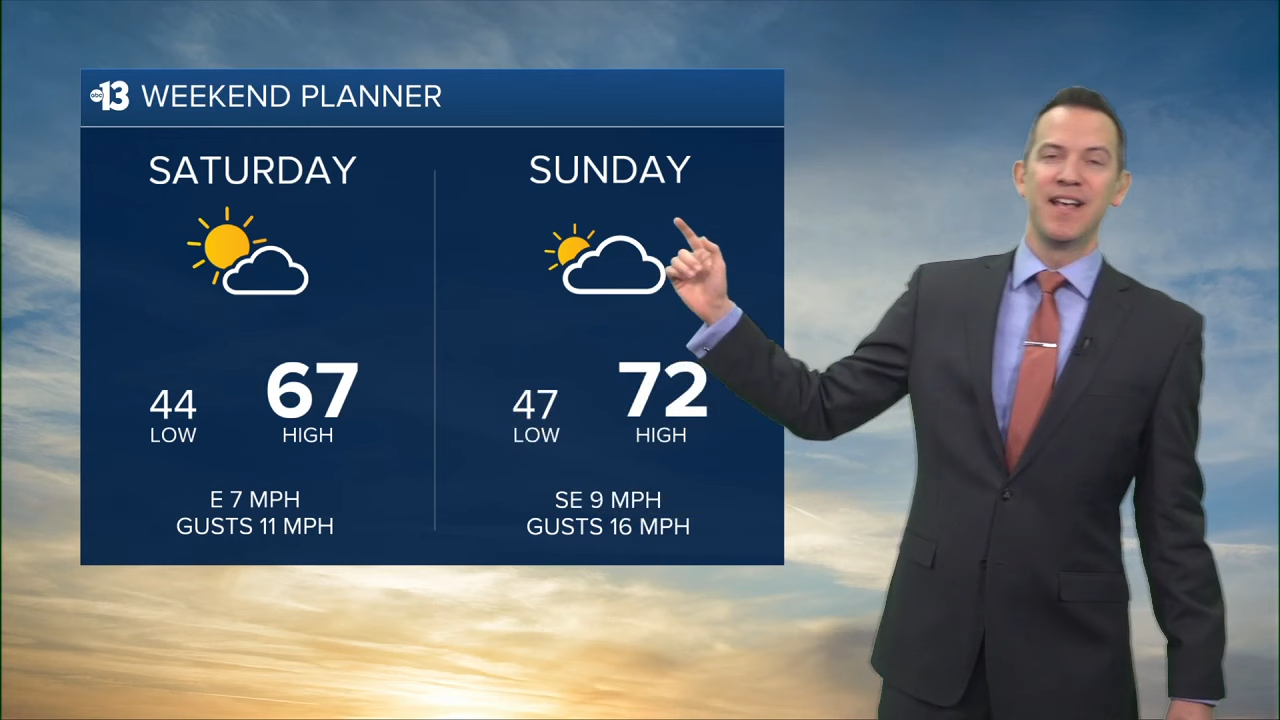 abc 13 WEEKEND PLANNER
SATURDAY
44
LOW
67
HIGH
E 7 MPH
GUSTS 11 MPH
SUNDAY
47
LOW
72
HIGH
SE 9 MPH
GUSTS 16 MPH